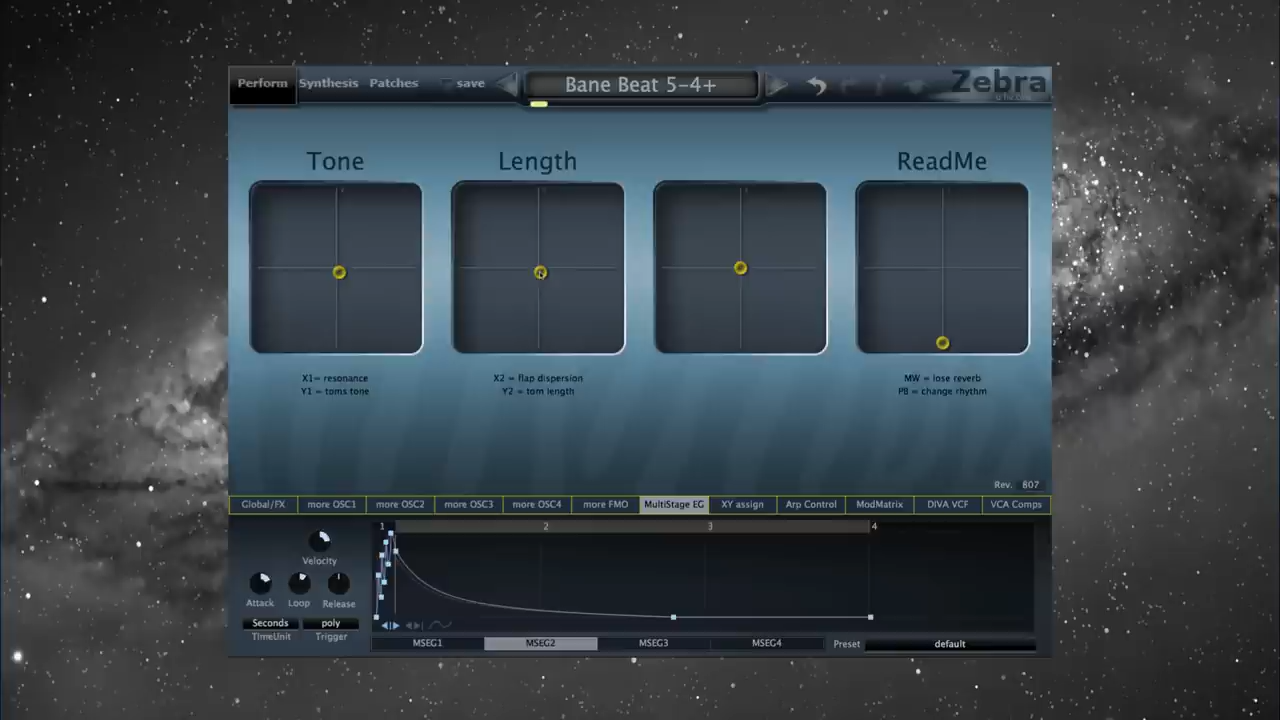 Perform Synthesis Patches save Bane Beat 5-4+ Zebra
Tone Length ReadMe
X1= resonance X2 = flap dispersion MW = lose reverb
Y1 = toms tone Y2 = tom length PB = change rhythm
Rev. 807
Global/FX more OSC1 more OSC2 more OSC3 more OSC4 more FMO MultiStage EG XY assign Arp Control ModMatrix DIVA VCF VCA Comps
1 2 3 4
Velocity
Attack Loop Release
Seconds poly
TimeUnit Trigger
MSEG1 MSEG2 MSEG3 MSEG4 Preset default